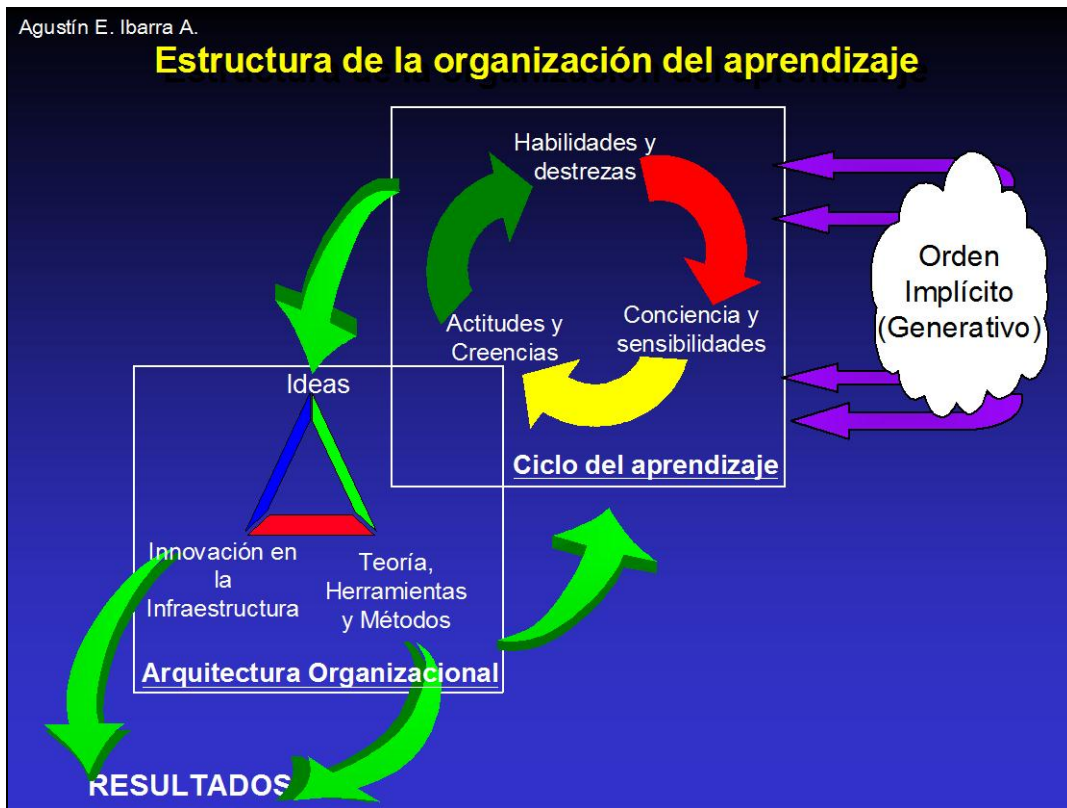 Agustín E. Ibarra A.
Estructura de la organización del aprendizaje
Habilidades y
destrezas
Conciencia y
sensibilidades
Actitudes y
Creencias
Ciclo del aprendizaje
Orden
Implícito
(Generativo)
Ideas
Innovación en
la
Infraestructura
Teoría,
Herramientas
y Métodos
Arquitectura Organizacional
RESULTADOS